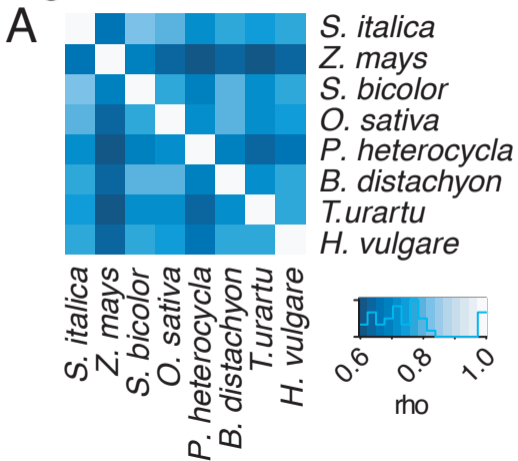 A
S. italica
Z. mays
S. bicolor
O. sativa
P. heterocycla
B. distachyon
T.urartu
H. vulgare
S. italica
Z. mays
S. bicolor
O. sativa
P. heterocycla
B. distachyon
T.urartu
H. vulgare
0.6 0.8 1.0
rho